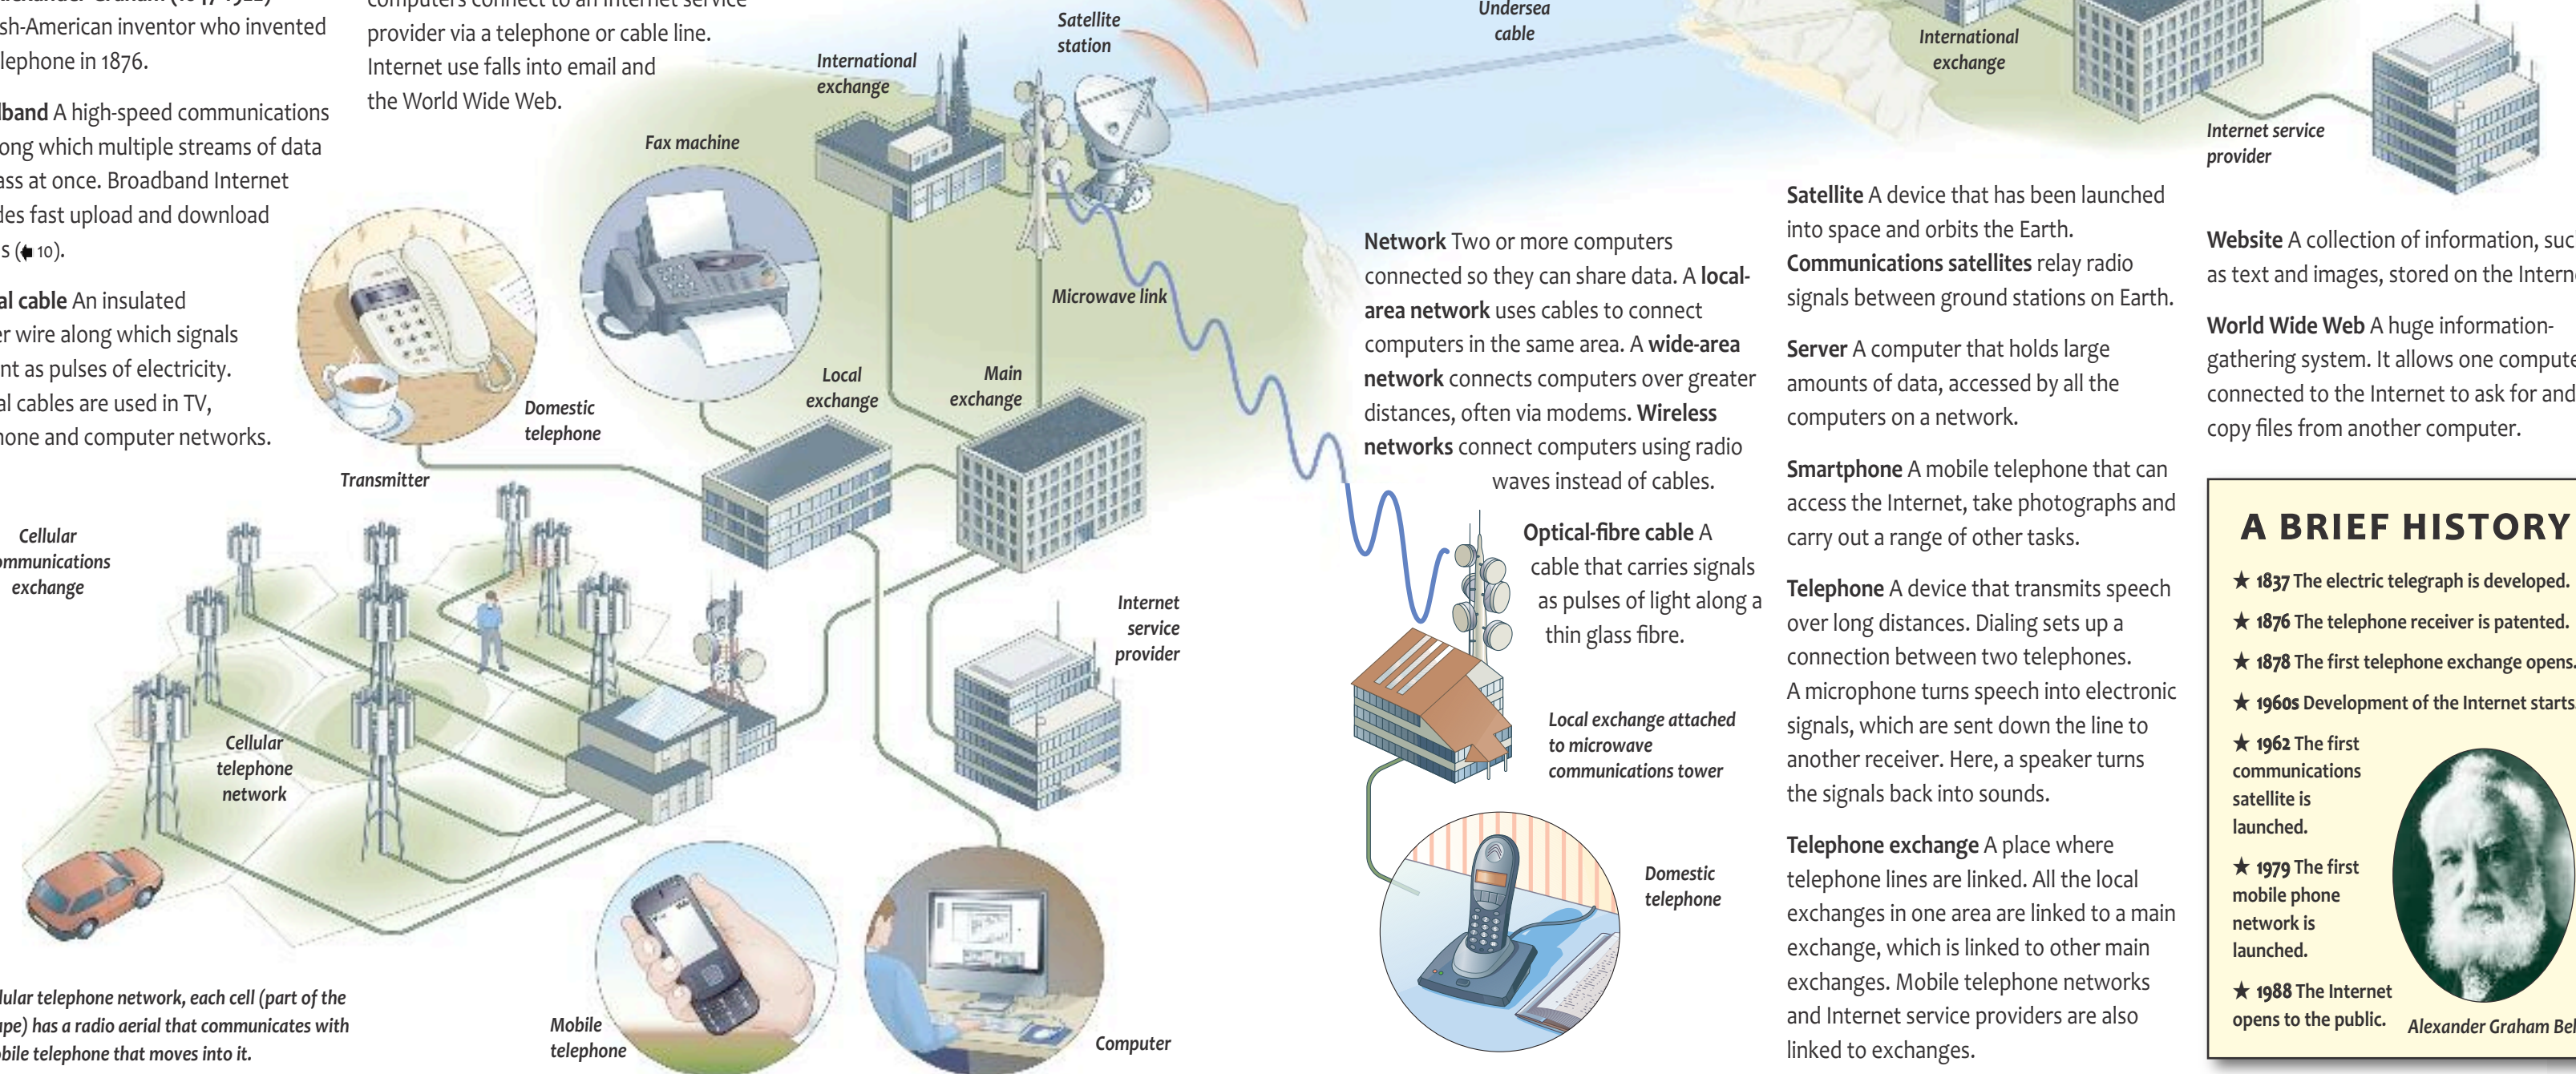 Alexander Graham (1847-1922)
ish-American inventor who invented
lephone in 1876.
dband A high-speed communications
ong which multiple streams of data
ass at once. Broadband Internet
des fast upload and download
s (10).
al cable An insulated
er wire along which signals
nt as pulses of electricity.
al cables are used in TV,
hone and computer networks.
computers connect to an Internet service
provider via a telephone or cable line.
Internet use falls into email and
the World Wide Web.
International
exchange
Satellite
station
Undersea
cable
International
exchange
Internet service
provider
Fax machine
Microwave link
Domestic
telephone
Local
exchange
Main
exchange
Transmitter
Cellular
ommunications
exchange
Cellular
telephone
network
Internet
service
provider
Mobile
telephone
Computer
lular telephone network, each cell (part of the
ape) has a radio aerial that communicates with
obile telephone that moves into it.
Network Two or more computers
connected so they can share data. A local-
area network uses cables to connect
computers in the same area. A wide-area
network connects computers over greater
distances, often via modems. Wireless
networks connect computers using radio
waves instead of cables.
Optical-fibre cable A
cable that carries signals
as pulses of light along a
thin glass fibre.
Local exchange attached
to microwave
communications tower
Domestic
telephone
Satellite A device that has been launched
into space and orbits the Earth.
Communications satellites relay radio
signals between ground stations on Earth.
Server A computer that holds large
amounts of data, accessed by all the
computers on a network.
Smartphone A mobile telephone that can
access the Internet, take photographs and
carry out a range of other tasks.
Telephone A device that transmits speech
over long distances. Dialing sets up a
connection between two telephones.
A microphone turns speech into electronic
signals, which are sent down the line to
another receiver. Here, a speaker turns
the signals back into sounds.
Telephone exchange A place where
telephone lines are linked. All the local
exchanges in one area are linked to a main
exchange, which is linked to other main
exchanges. Mobile telephone networks
and Internet service providers are also
linked to exchanges.
Website A collection of information, suc
as text and images, stored on the Intern
World Wide Web A huge information-
gathering system. It allows one compute
connected to the Internet to ask for and
copy files from another computer.
A BRIEF HISTORY
★ 1837 The electric telegraph is developed.
★ 1876 The telephone receiver is patented.
★ 1878 The first telephone exchange opens.
★ 1960s Development of the Internet starts
★ 1962 The first
communications
satellite is
launched.
★ 1979 The first
mobile phone
network is
launched.
★ 1988 The Internet
opens to the public.
Alexander Graham Bel